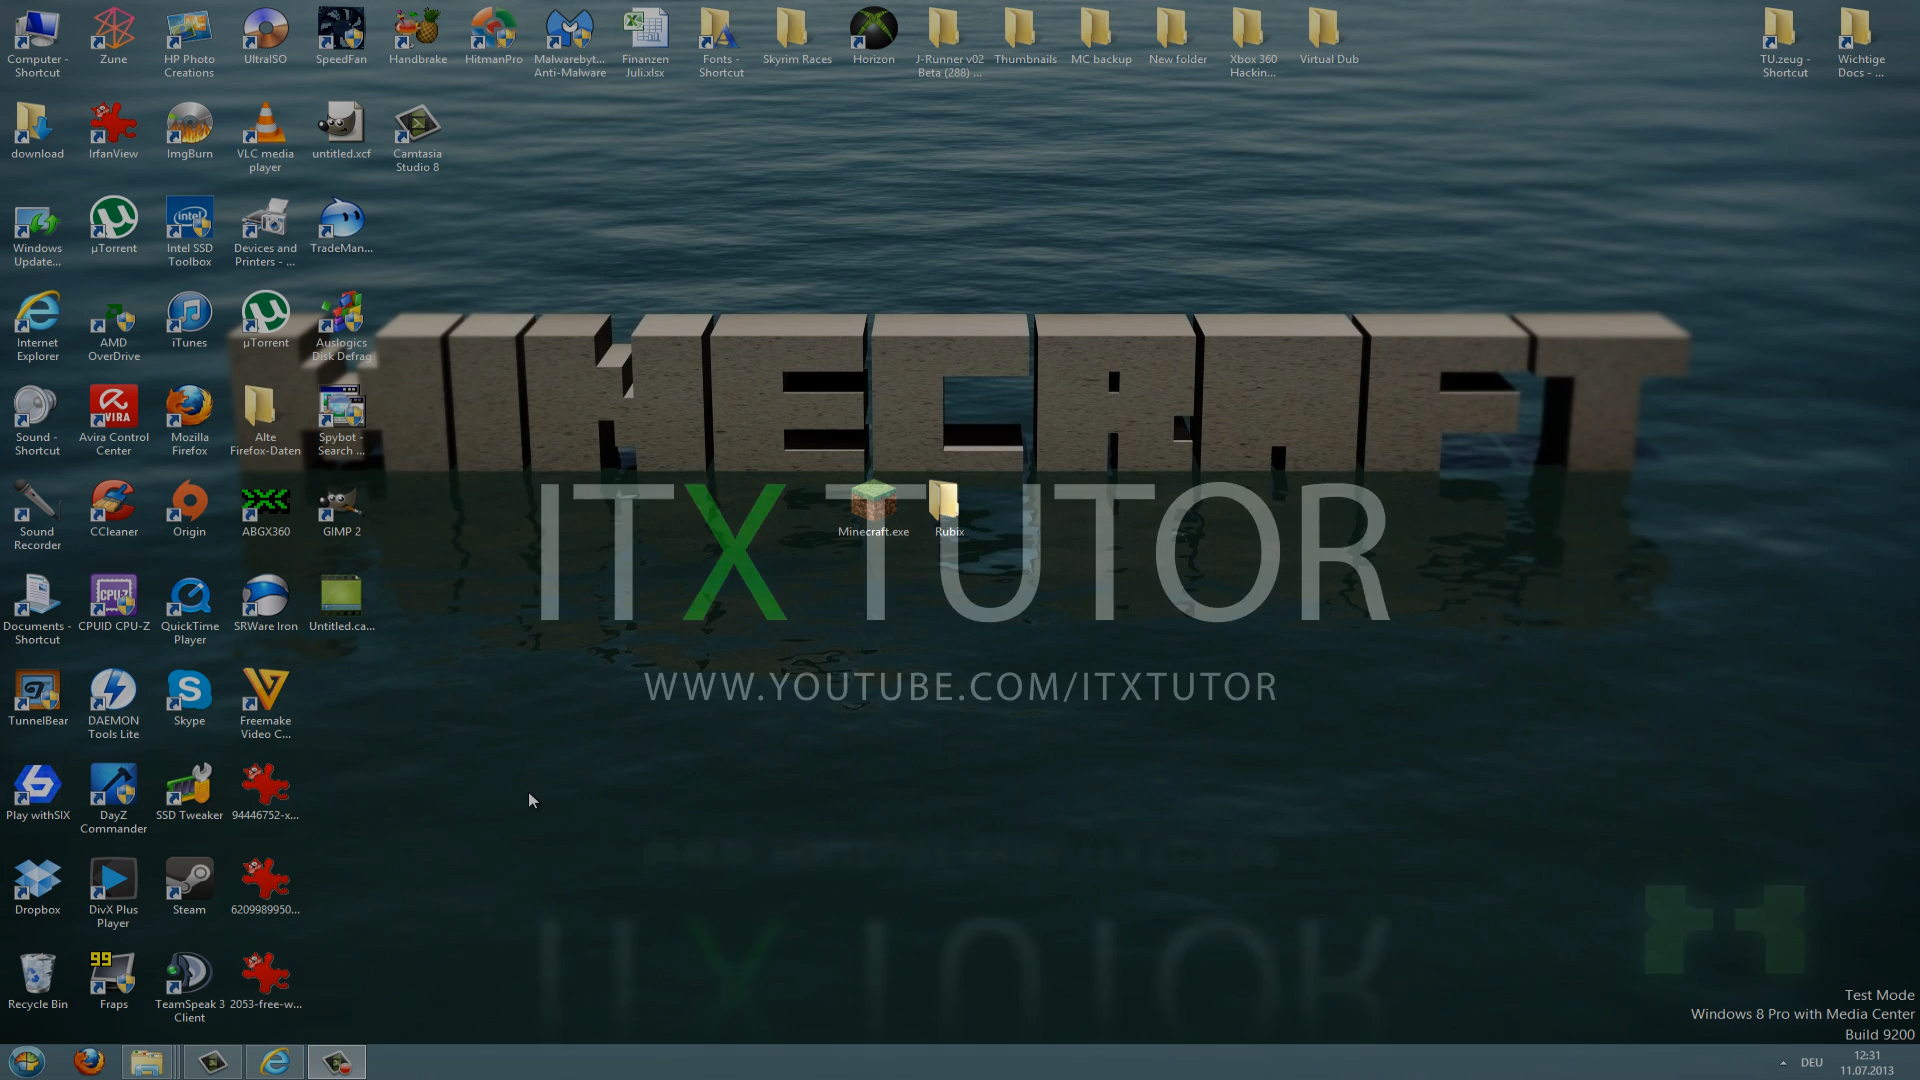 Computer -
Shortcut
Zune
HP Photo
Creations
UltraISO
SpeedFan
Handbrake
HitmanPro
Malwarebyt...
Anti-Malware
Finanzen
Juli.xlsx
Fonts -
Shortcut
Skyrim Races
Horizon
J-Runner v02
Beta (288) ...
Thumbnails
MC backup
New folder
Xbox 360
Hackin...
Virtual Dub
TU.zeug -
Shortcut
Wichtige
Docs - ...
download
IrfanView
ImgBurn
VLC media
player
untitled.xcf
Camtasia
Studio 8
Windows
Update...
µTorrent
intel
Intel SSD
Toolbox
Devices and
Printers - ...
TradeMan...
Internet
Explorer
AMD
OverDrive
iTunes
µTorrent
Auslogics
Disk Defrag
MINECRAFT
Sound -
Shortcut
AVIRA
Avira Control
Center
Mozilla
Firefox
Alte
Firefox-Daten
Spybot -
Search ...
Sound
Recorder
CCleaner
Origin
ABGX360
GIMP 2
Minecraft.exe
Rubix
ITX TUTOR
WWW.YOUTUBE.COM/ITXTUTOR
Documents -
Shortcut
CPU-Z
CPUID CPU-Z
QuickTime
Player
SRWare Iron
Untitled.ca...
TunnelBear
DAEMON
Tools Lite
Skype
Freemake
Video C...
Play withSIX
DayZ
Commander
SSD Tweaker
94446752-x...
Dropbox
DivX Plus
Player
Steam
6209989950...
Recycle Bin
99
Fraps
TeamSpeak 3
Client
2053-free-w...
Test Mode
Windows 8 Pro with Media Center
Build 9200
DEU
12:31
11.07.2013